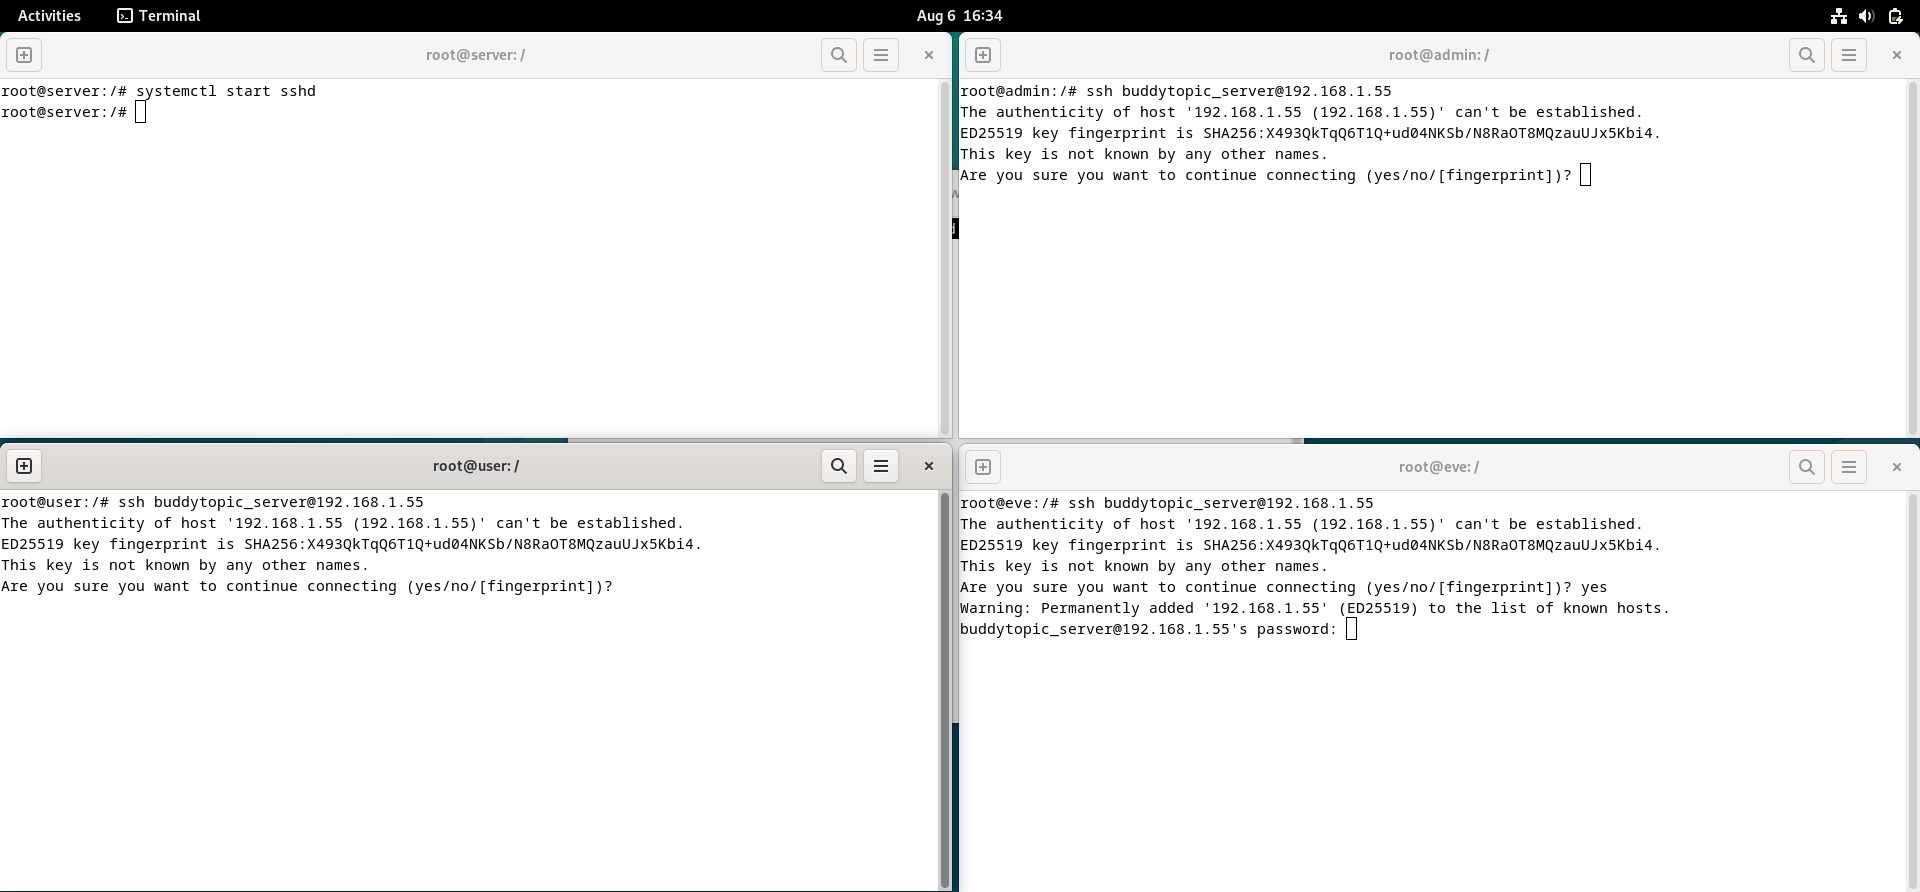 Activities Terminal Aug 6 16:34
root@server: /
root@server:/# systemctl start sshd
root@server:/#
root@admin: /
root@admin:/# ssh buddytopic_server@192.168.1.55
The authenticity of host '192.168.1.55 (192.168.1.55)' can't be established.
ED25519 key fingerprint is SHA256:X493QkTqQ6T1Q+ud04NKSb/N8RaOT8MQzauUJx5Kbi4.
This key is not known by any other names.
Are you sure you want to continue connecting (yes/no/[fingerprint])?
root@user: /
root@user:/# ssh buddytopic_server@192.168.1.55
The authenticity of host '192.168.1.55 (192.168.1.55)' can't be established.
ED25519 key fingerprint is SHA256:X493QkTqQ6T1Q+ud04NKSb/N8RaOT8MQzauUJx5Kbi4.
This key is not known by any other names.
Are you sure you want to continue connecting (yes/no/[fingerprint])?
root@eve: /
root@eve:/# ssh buddytopic_server@192.168.1.55
The authenticity of host '192.168.1.55 (192.168.1.55)' can't be established.
ED25519 key fingerprint is SHA256:X493QkTqQ6T1Q+ud04NKSb/N8RaOT8MQzauUJx5Kbi4.
This key is not known by any other names.
Are you sure you want to continue connecting (yes/no/[fingerprint])? yes
Warning: Permanently added '192.168.1.55' (ED25519) to the list of known hosts.
buddytopic_server@192.168.1.55's password: